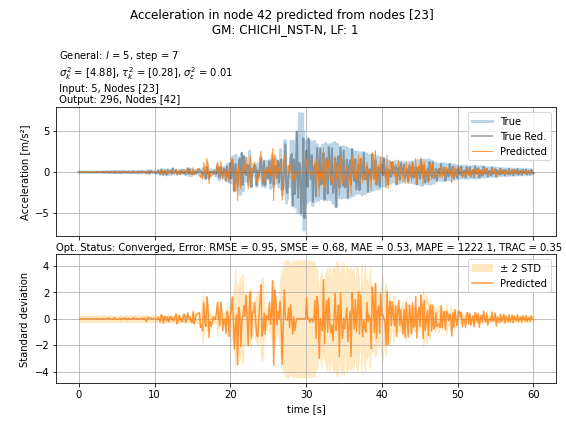 Acceleration in node 42 predicted from nodes [23]
GM: CHICHI_NST-N, LF: 1
General: l = 5, step = 7
σ²ₖ = [4.88], τ²ₖ = [0.28], σ²ε = 0.01
Input: 5, Nodes [23]
Output: 296, Nodes [42]
Acceleration [m/s²]
5
0
−5
True
True Red.
Predicted
Opt. Status: Converged, Error: RMSE = 0.95, SMSE = 0.68, MAE = 0.53, MAPE = 1222.1, TRAC = 0.35
Standard deviation
4
2
0
−2
−4
± 2 STD
Predicted
0 10 20 30 40 50 60
time [s]